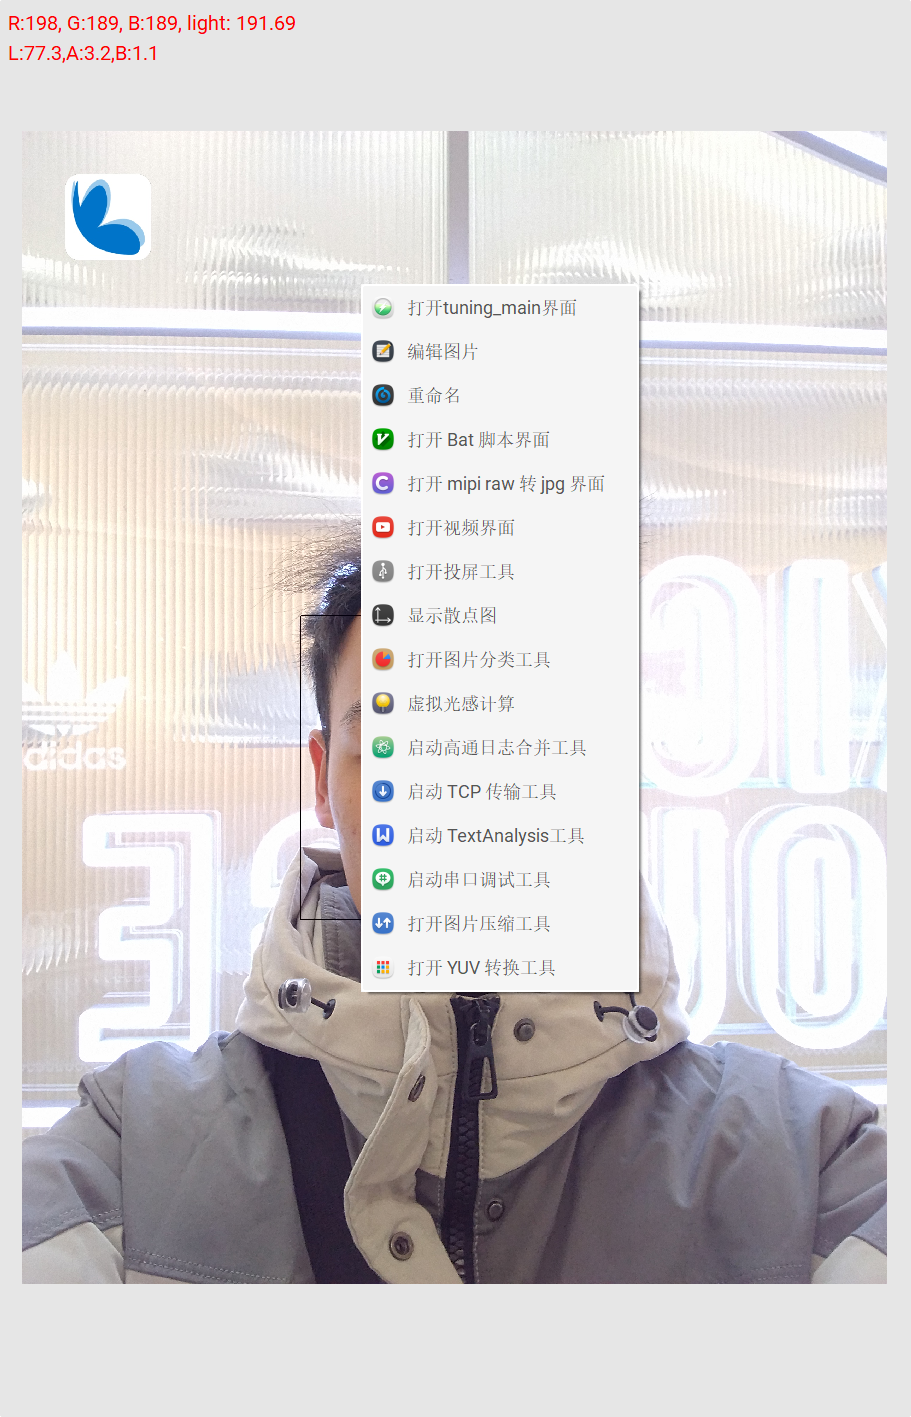 R:198, G:189, B:189, light: 191.69
L:77.3,A:3.2,B:1.1
打开tuning_main界面
编辑图片
重命名
打开 Bat 脚本界面
打开 mipi raw 转 jpg 界面
打开视频界面
打开投屏工具
显示散点图
打开图片分类工具
虚拟光感计算
启动高通日志合并工具
启动 TCP 传输工具
启动 TextAnalysis工具
启动串口调试工具
打开图片压缩工具
打开 YUV 转换工具
adidas